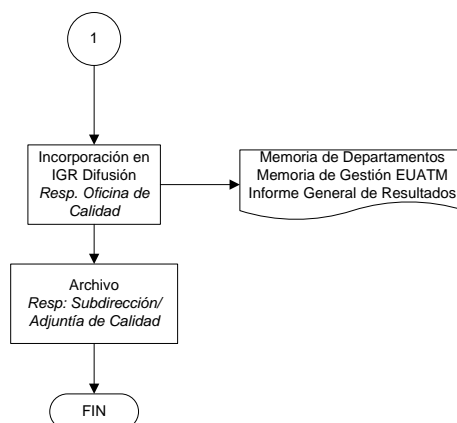 1
Incorporación en
IGR Difusión
Resp. Oficina de
Calidad
Memoria de Departamentos
Memoria de Gestión EUATM
Informe General de Resultados
Archivo
Resp: Subdirección/
Adjuntía de Calidad
FIN